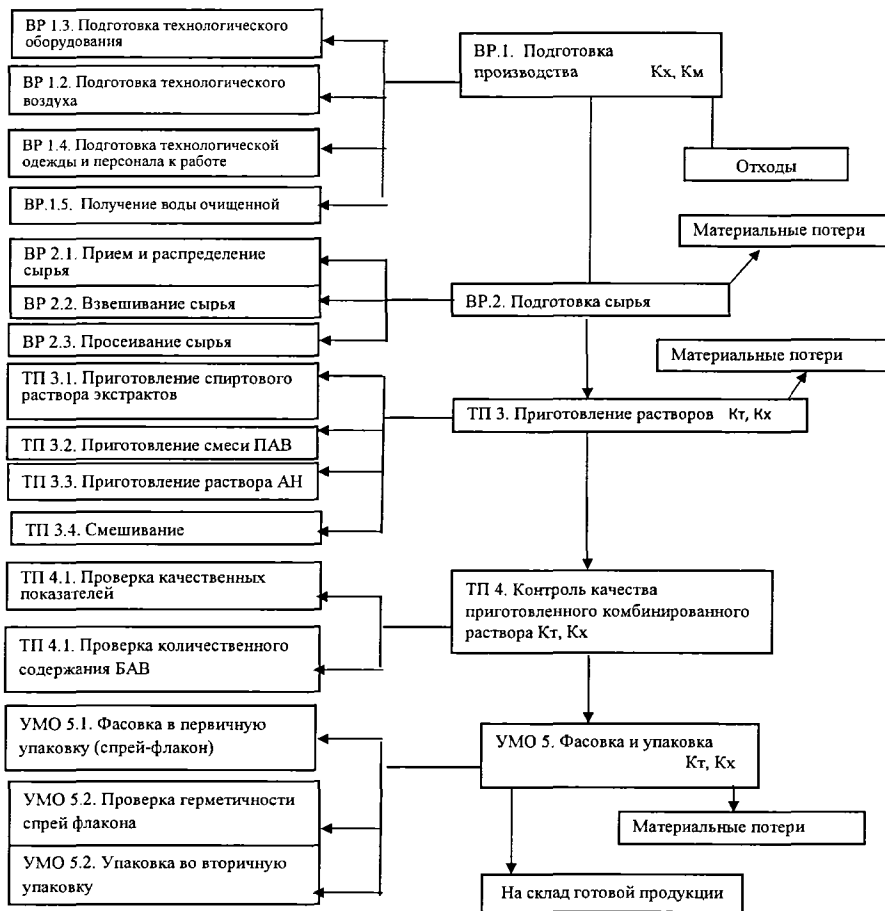 ВР 1.3. Подготовка технологического
оборудования
ВР 1.2. Подготовка технологического
воздуха
ВР 1.4. Подготовка технологической
одежды и персонала к работе
ВР.1.5. Получение воды очищенной
ВР.1. Подготовка
производства Кх, Км
Отходы
Материальные потери
ВР 2.1. Прием и распределение
сырья
ВР 2.2. Взвешивание сырья
ВР 2.3. Просеивание сырья
ВР.2. Подготовка сырья
Материальные потери
ТП 3.1. Приготовление спиртового
раствора экстрактов
ТП 3.2. Приготовление смеси ПАВ
ТП 3.3. Приготовление раствора АН
ТП 3.4. Смешивание
ТП 3. Приготовление растворов Кт, Кх
ТП 4.1. Проверка качественных
показателей
ТП 4.1. Проверка количественного
содержания БАВ
ТП 4. Контроль качества
приготовленного комбинированного
раствора Кт, Кх
УМО 5.1. Фасовка в первичную
упаковку (спрей-флакон)
УМО 5.2. Проверка герметичности
спрей флакона
УМО 5.2. Упаковка во вторичную
упаковку
УМО 5. Фасовка и упаковка
Кт, Кх
Материальные потери
На склад готовой продукции